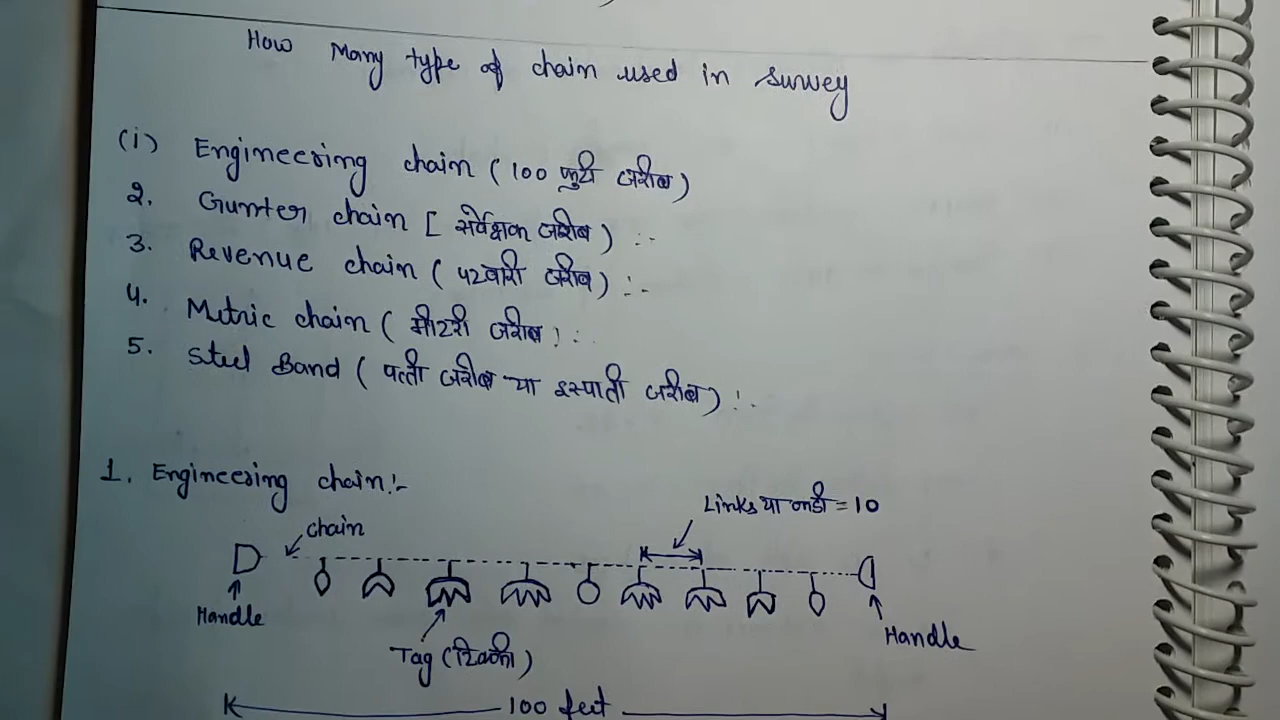 How Many type of chain used in survey
(i) Engineering chain (100 फुटी जरीब)
2. Gunter chain [ सर्वेक्षक जरीब) :-
3. Revenue chain ( पटवारी जरीब) :-
4. Metric chain ( मीटरी जरीब ) :
5. Steel Band ( पत्ती जरीब या इस्पाती जरीब) :-
1. Engineering chain:-
Links या कडी = 10
chain
Handle
Handle
Tag (टिक्की)
100 feet